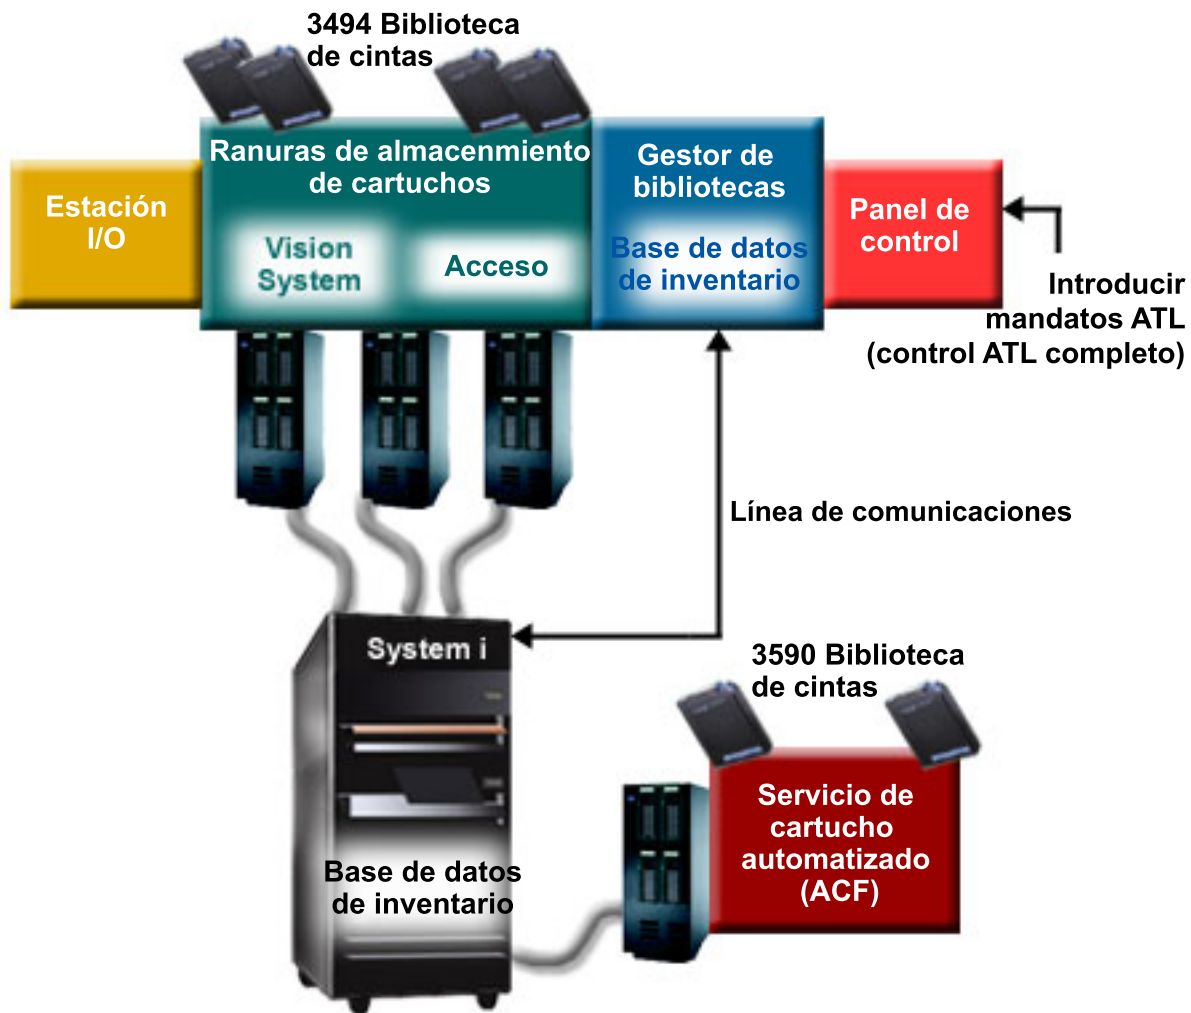 3494 Biblioteca
de cintas
Ranuras de almacenmiento
de cartuchos
Gestor de
bibliotecas
Estación
I/O
Panel de
control
Vision
System
Acceso
Base de datos
de inventario
Introducir
mandatos ATL
(control ATL completo)
Línea de comunicaciones
System i
3590 Biblioteca
de cintas
Servicio de
cartucho
automatizado
(ACF)
Base de datos
de inventario